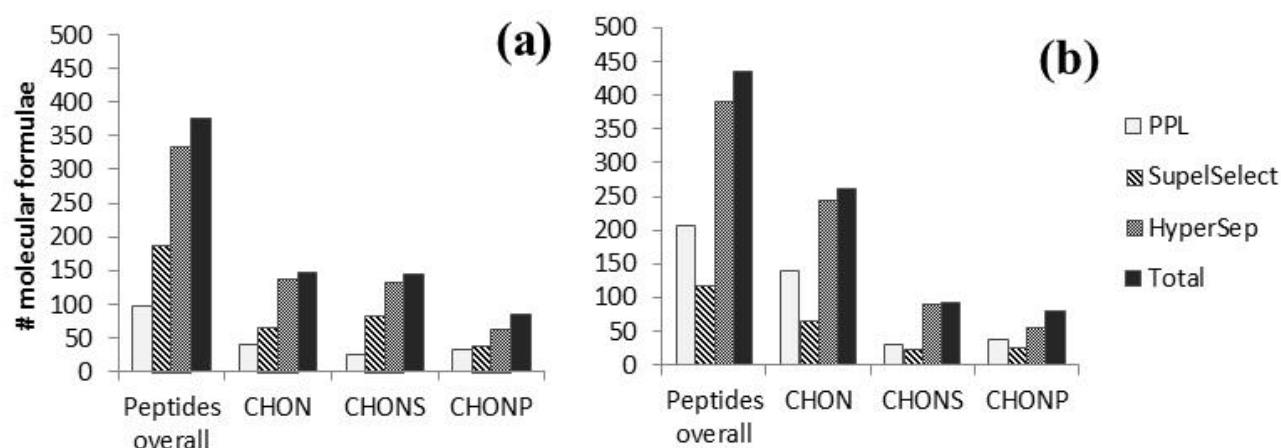 (a)
# molecular formulae
500
450
400
350
300
250
200
150
100
50
0
Peptides
overall
CHON
CHONS
CHONP
(b)
500
450
400
350
300
250
200
150
100
50
0
Peptides
overall
CHON
CHONS
CHONP
PPL
SupelSelect
HyperSep
Total